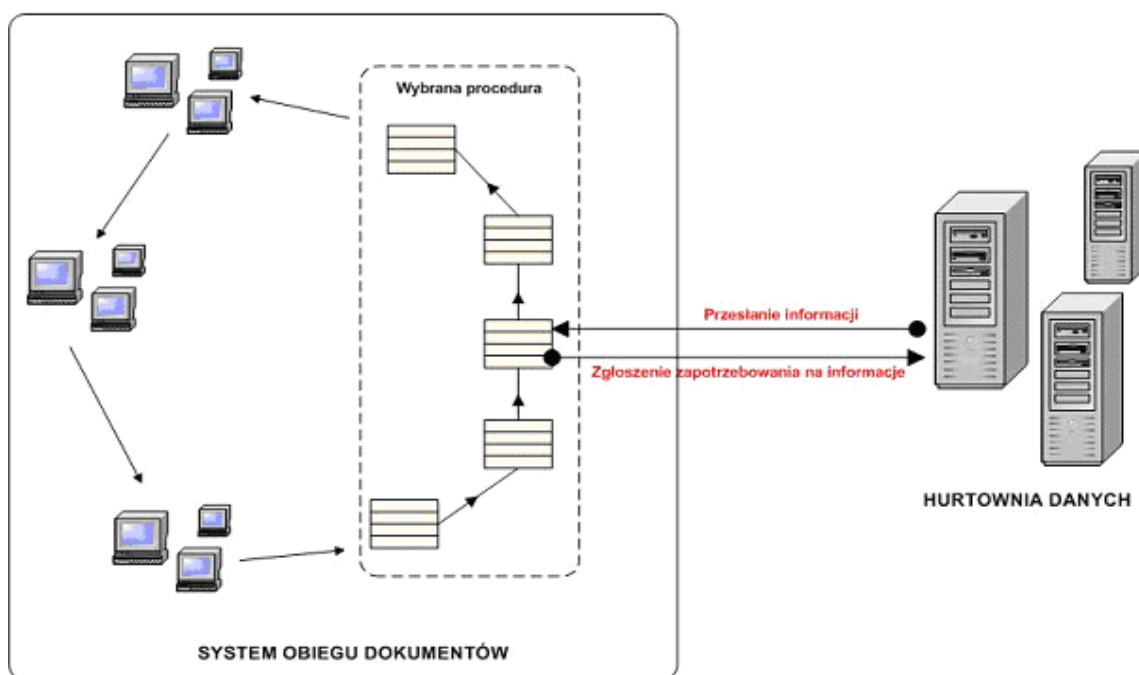 Wybrana procedura
Przesłanie informacji
Zgłoszenie zapotrzebowania na informacje
HURTOWNIA DANYCH
SYSTEM OBIEGU DOKUMENTÓW